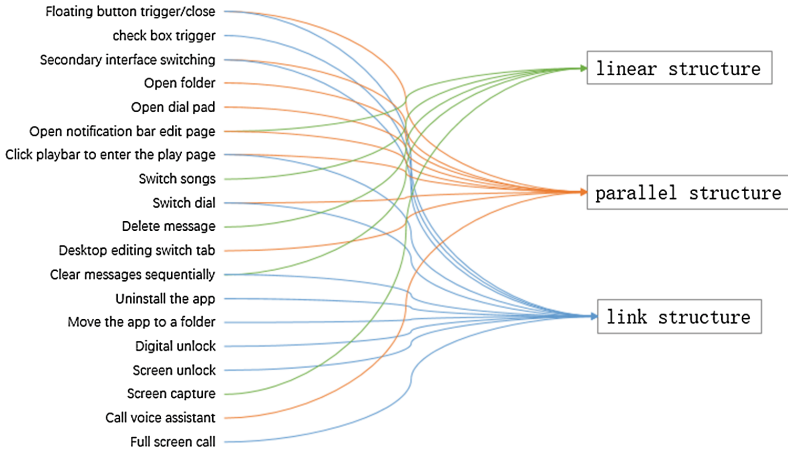 Floating button trigger/close
check box trigger
Secondary interface switching
Open folder
Open dial pad
Open notification bar edit page
Click playbar to enter the play page
Switch songs
Switch dial
Delete message
Desktop editing switch tab
Clear messages sequentially
Uninstall the app
Move the app to a folder
Digital unlock
Screen unlock
Screen capture
Call voice assistant
Full screen call
linear structure
parallel structure
link structure